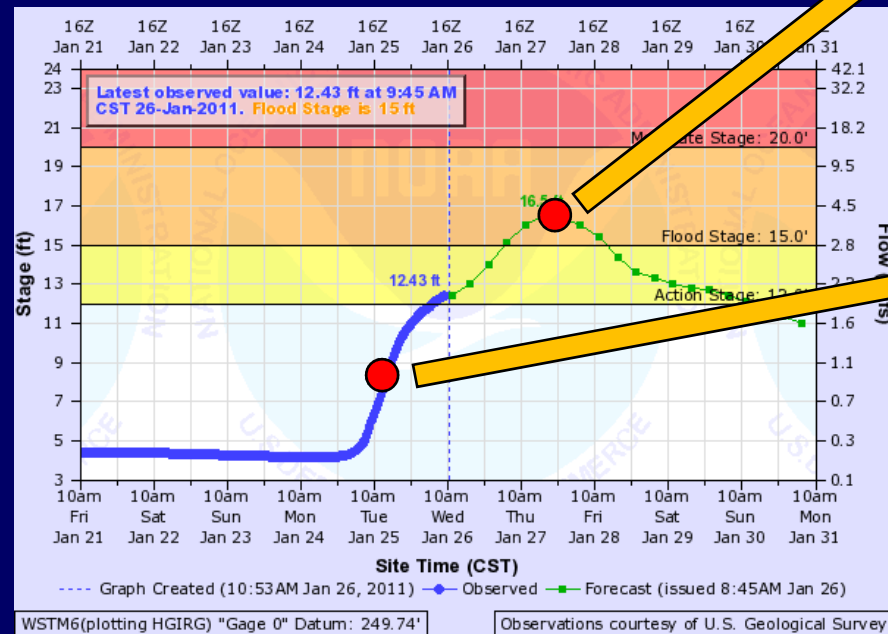 16Z 16Z 16Z 16Z 16Z 16Z 16Z 16Z 16Z 16Z
Jan 21 Jan 22 Jan 23 Jan 24 Jan 25 Jan 26 Jan 27 Jan 28 Jan 29 Jan 30 31
24 42.1
23 32.2
Latest observed value: 12.43 ft at 9:45 AM
CST 26-Jan-2011. Flood Stage is 15 ft
21 18.2
Stage: 20.0'
19 9.5
NOAA
17 4.5
Flood Stage: 15.0'
15 2.8
12.43 ft
13
Action Stage:
11 1.6
9 1.1
7 0.7
5 0.3
3 0.1
Stage (ft)
10am 10am 10am 10am 10am 10am 10am 10am 10am 10am 10am
Fri Sat Sun Mon Tue Wed Thu Fri Sat Sun Mon
Jan 21 Jan 22 Jan 23 Jan 24 Jan 25 Jan 26 Jan 27 Jan 28 Jan 29 Jan 30 Jan 31
Site Time (CST)
Graph Created (10:53AM Jan 26, 2011) Observed Forecast (issued 8:45AM Jan 26)
WSTM6(plotting HGIRG) "Gage 0" Datum: 249.74' Observations courtesy of U.S. Geological Survey